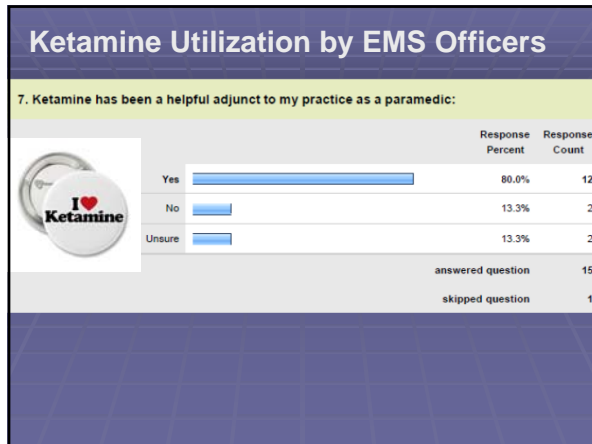 Ketamine Utilization by EMS Officers
7. Ketamine has been a helpful adjunct to my practice as a paramedic:
Response Percent Response Count
I ♥ Ketamine
Yes 80.0% 12
No 13.3% 2
Unsure 13.3% 2
answered question 15
skipped question 1